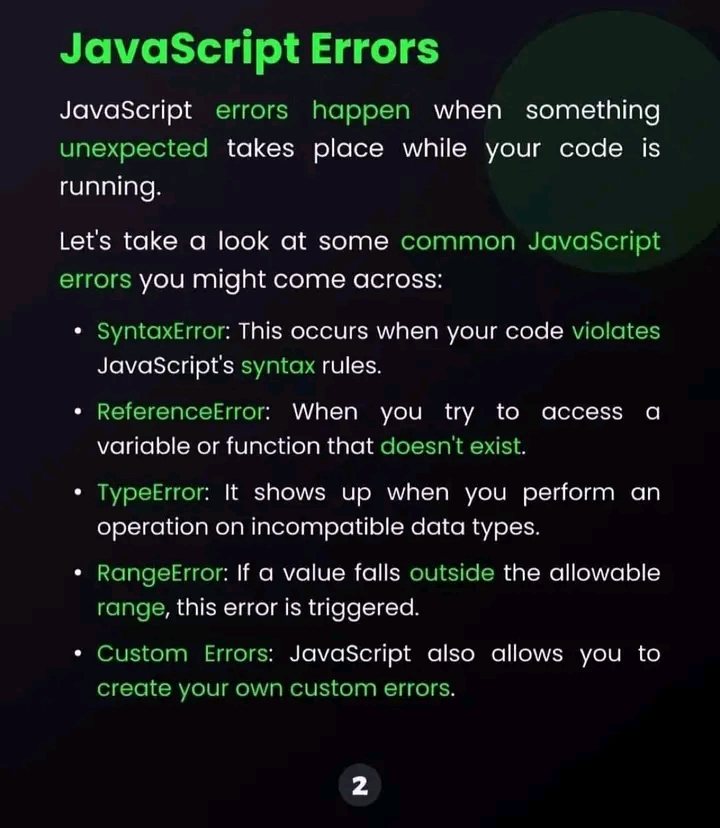 JavaScript Errors
JavaScript errors happen when something
unexpected takes place while your code is
running.
Let's take a look at some common JavaScript
errors you might come across:
• SyntaxError: This occurs when your code violates
JavaScript's syntax rules.
• ReferenceError: When you try to access a
variable or function that doesn't exist.
• TypeError: It shows up when you perform an
operation on incompatible data types.
• RangeError: If a value falls outside the allowable
range, this error is triggered.
• Custom Errors: JavaScript also allows you to
create your own custom errors.
2